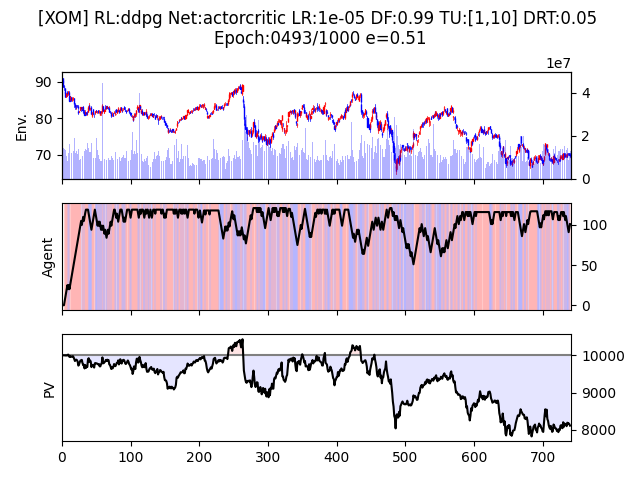 [XOM] RL:ddpg Net:actorcritic LR:1e-05 DF:0.99 TU:[1,10] DRT:0.05
Epoch:0493/1000 e=0.51
1e7
90
80
70
Env.
4
2
0
Agent
100
50
0
PV
10000
9000
8000
0 100 200 300 400 500 600 700